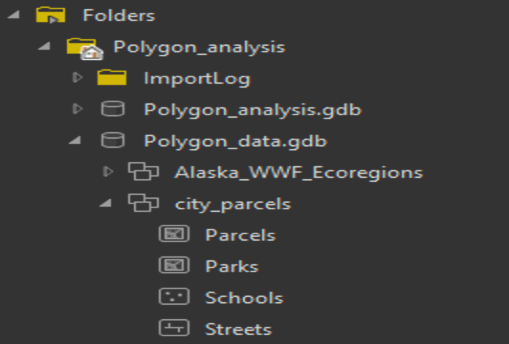 Folders
Polygon_analysis
ImportLog
Polygon_analysis.gdb
Polygon_data.gdb
Alaska_WWF_Ecoregions
city_parcels
Parcels
Parks
Schools
Streets